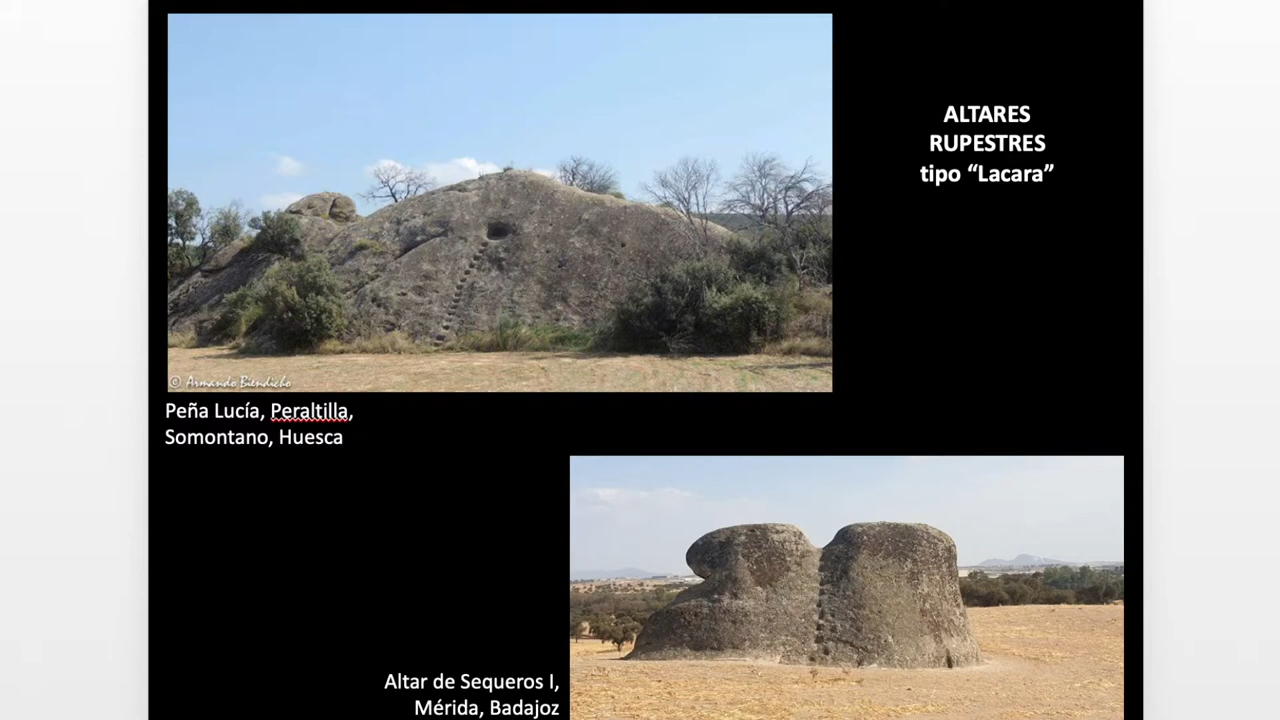 ALTARES
RUPESTRES
tipo “Lacara”
© Armando Biendicho
Peña Lucía, Peraltilla,
Somontano, Huesca
Altar de Sequeros I,
Mérida, Badajoz